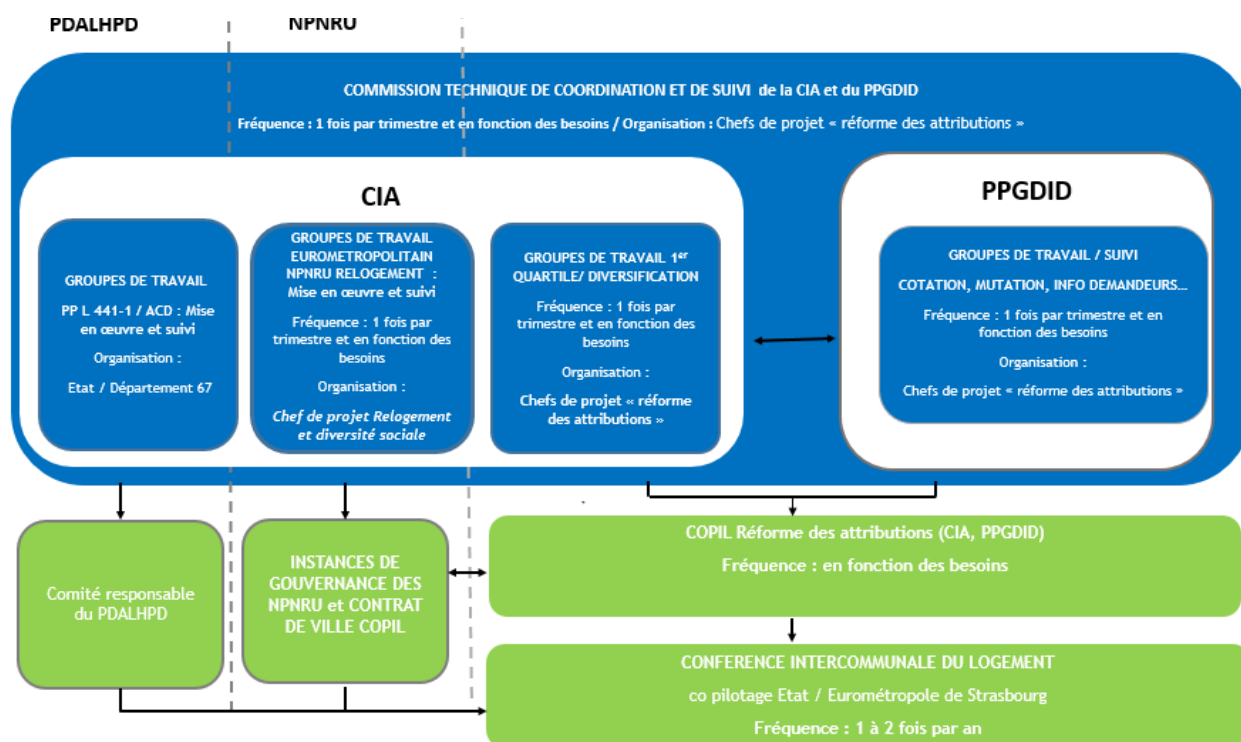 PDALHPD
NPNRU
COMMISSION TECHNIQUE DE COORDINATION ET DE SUIVI de la CIA et du PPGDID
Fréquence : 1 fois par trimestre et en fonction des besoins / Organisation : Chefs de projet « réforme des attributions »
CIA
GROUPES DE TRAVAIL
PP L 441-1 / ACD : Mise
en œuvre et suivi
Organisation :
Etat / Département 67
GROUPES DE TRAVAIL
EUROMETROPOLITAIN
NPNRU RELOGEMENT :
Mise en œuvre et suivi
Fréquence : 1 fois par
trimestre et en fonction des
besoins
Organisation :
Chef de projet Relogement
et diversité sociale
GROUPES DE TRAVAIL 1er
QUARTILE/ DIVERSIFICATION
Fréquence : 1 fois par
trimestre et en fonction des
besoins
Organisation :
Chefs de projet « réforme
des attributions »
PPGDID
GROUPES DE TRAVAIL / SUIVI
COTATION, MUTATION, INFO DEMANDEURS...
Fréquence : 1 fois par trimestre et en
fonction des besoins
Organisation :
Chefs de projet « réforme des attributions »
Comité responsable
du PDALHPD
INSTANCES DE
GOUVERNANCE DES
NPNRU et CONTRAT
DE VILLE COPIL
COPIL Réforme des attributions (CIA, PPGDID)
Fréquence : en fonction des besoins
CONFERENCE INTERCOMMUNALE DU LOGEMENT
co pilotage Etat / Eurométropole de Strasbourg
Fréquence : 1 à 2 fois par an